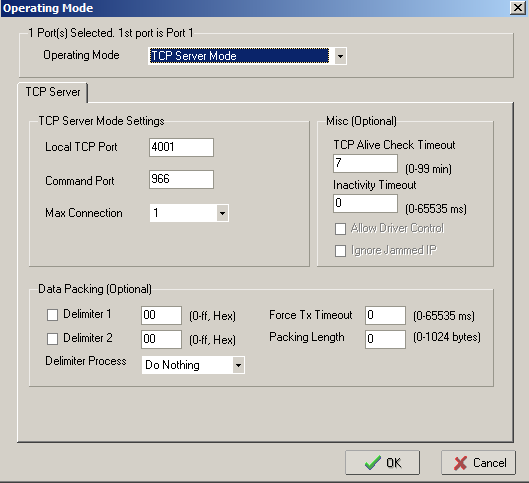 Operating Mode
1 Port(s) Selected. 1st port is Port 1
Operating Mode TCP Server Mode
TCP Server
TCP Server Mode Settings
Local TCP Port 4001
Command Port 966
Max Connection 1
Misc (Optional)
TCP Alive Check Timeout
7 (0-99 min)
Inactivity Timeout
0 (0-65535 ms)
Allow Driver Control
Ignore Jammed IP
Data Packing (Optional)
Delimiter 1 00 (0-ff, Hex) Force Tx Timeout 0 (0-65535 ms)
Delimiter 2 00 (0-ff, Hex) Packing Length 0 (0-1024 bytes)
Delimiter Process Do Nothing
OK Cancel